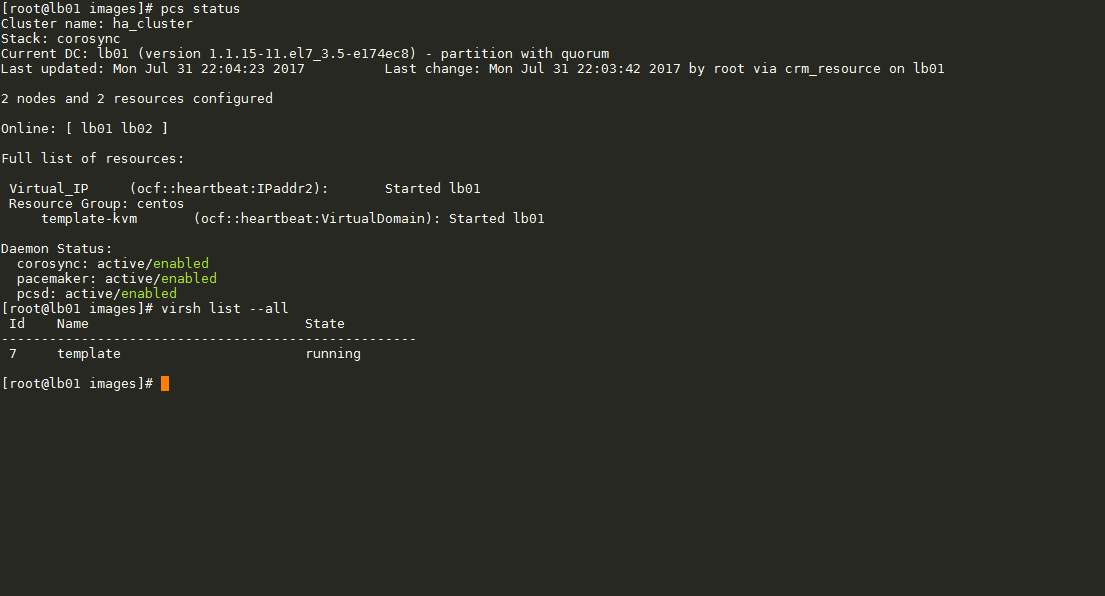 [root@lb01 images]# pcs status
Cluster name: ha_cluster
Stack: corosync
Current DC: lb01 (version 1.1.15-11.el7_3.5-e174ec8) - partition with quorum
Last updated: Mon Jul 31 22:04:23 2017          Last change: Mon Jul 31 22:03:42 2017 by root via crm_resource on lb01
2 nodes and 2 resources configured
Online: [ lb01 lb02 ]
Full list of resources:
 Virtual_IP     (ocf::heartbeat:IPaddr2):       Started lb01
 Resource Group: centos
     template-kvm       (ocf::heartbeat:VirtualDomain): Started lb01
Daemon Status:
  corosync: active/enabled
  pacemaker: active/enabled
  pcsd: active/enabled
[root@lb01 images]# virsh list --all
 Id    Name                           State
----------------------------------------------------
 7     template                       running
[root@lb01 images]#